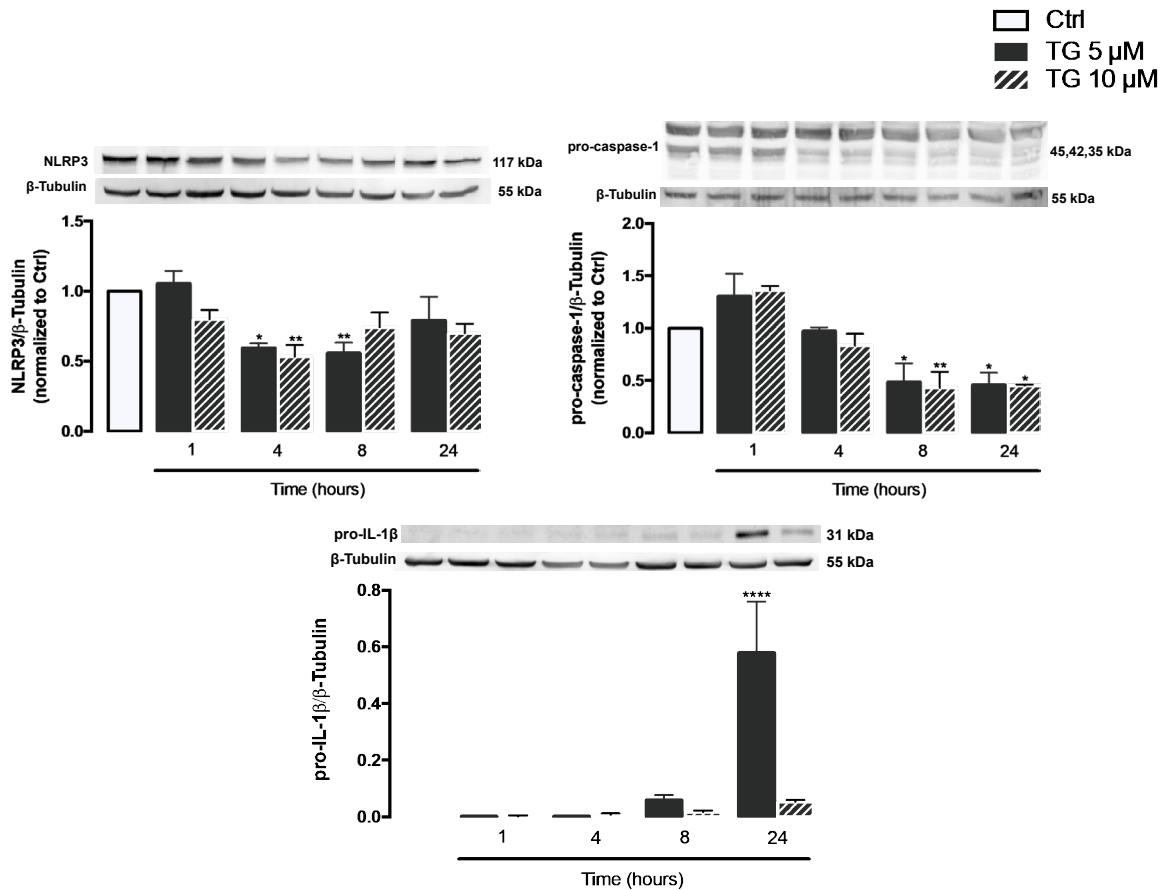 Ctrl
TG 5 µM
TG 10 µM
NLRP3
117 kDa
β-Tubulin
55 kDa
1.5
1.0
0.5
0.0
NLRP3/β-Tubulin
(normalized to Ctrl)
*
**
**
1
4
8
24
Time (hours)
pro-caspase-1
45,42,35 kDa
β-Tubulin
55 kDa
2.0
1.5
1.0
0.5
0.0
pro-caspase-1/β-Tubulin
(normalized to Ctrl)
*
**
*
*
1
4
8
24
Time (hours)
pro-IL-1β
31 kDa
β-Tubulin
55 kDa
0.8
0.6
0.4
0.2
0.0
pro-IL-1β/β-Tubulin
****
1
4
8
24
Time (hours)